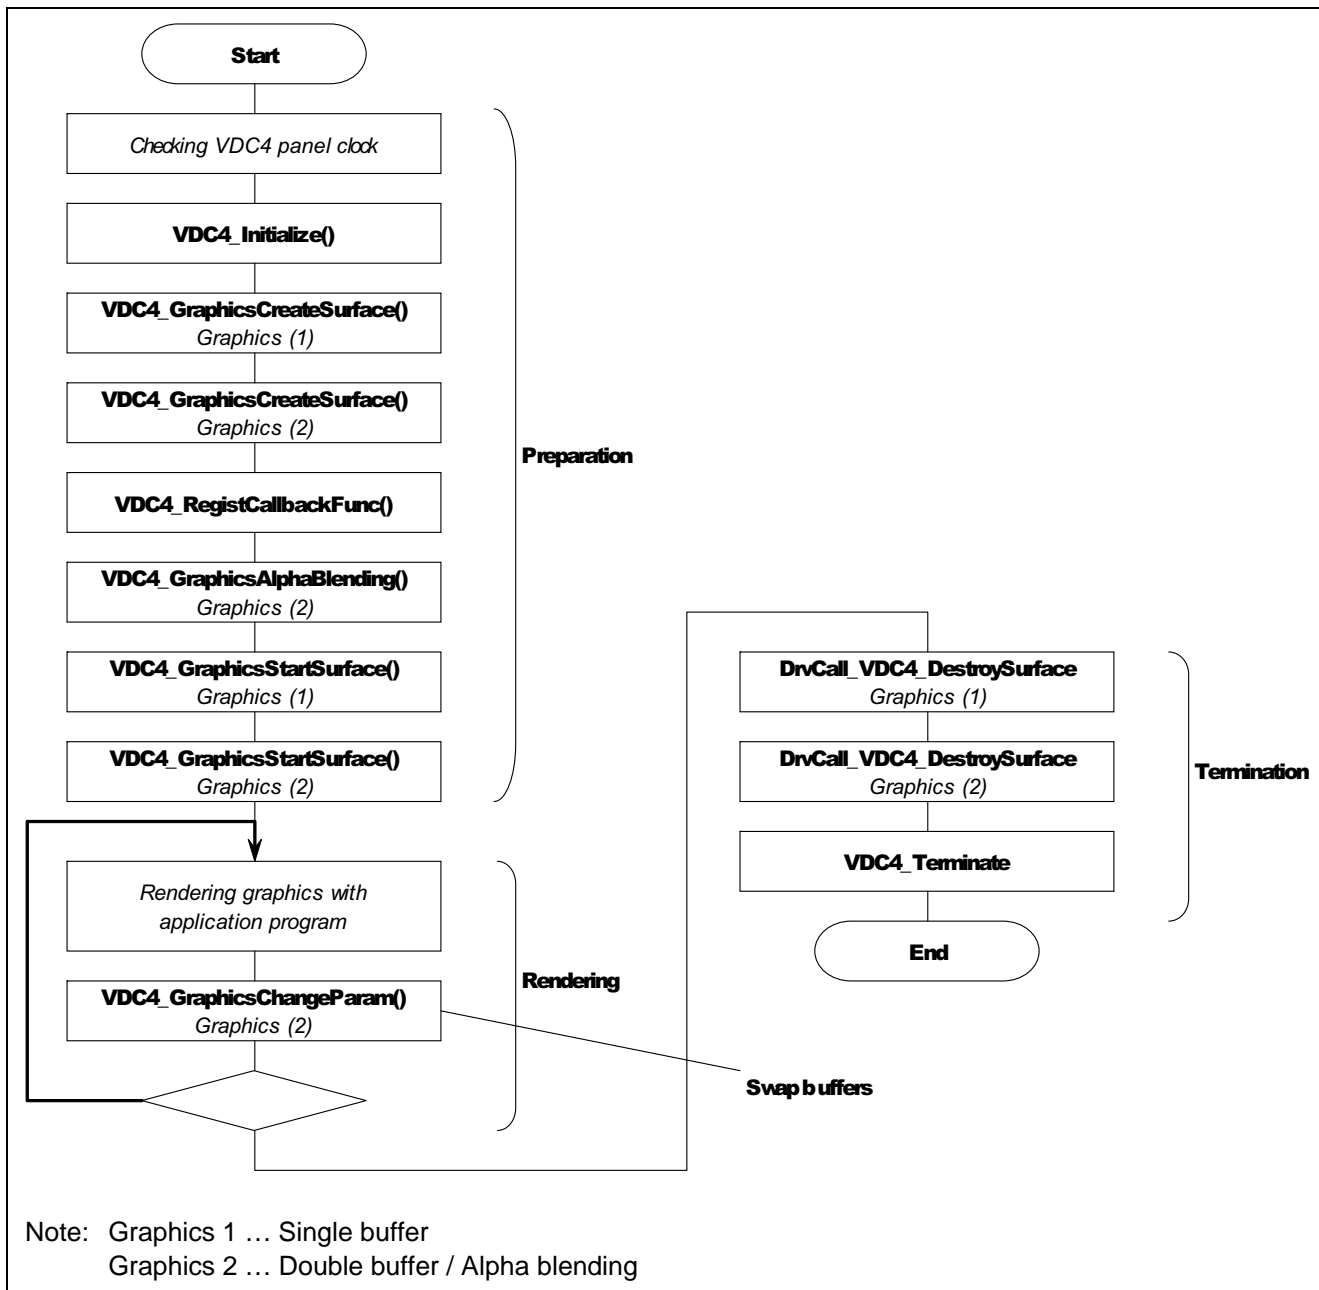 Start
Checking VDC4 panel clock
VDC4_Initialize()
VDC4_GraphicsCreateSurface()
Graphics (1)
VDC4_GraphicsCreateSurface()
Graphics (2)
Preparation
VDC4_RegistCallbackFunc()
VDC4_GraphicsAlphaBlending()
Graphics (2)
VDC4_GraphicsStartSurface()
Graphics (1)
VDC4_GraphicsStartSurface()
Graphics (2)
Rendering graphics with
application program
VDC4_GraphicsChangeParam()
Graphics (2)
Rendering
Swap buffers
DrvCall_VDC4_DestroySurface
Graphics (1)
DrvCall_VDC4_DestroySurface
Graphics (2)
Termination
VDC4_Terminate
End
Note: Graphics 1 … Single buffer
Graphics 2 … Double buffer / Alpha blending